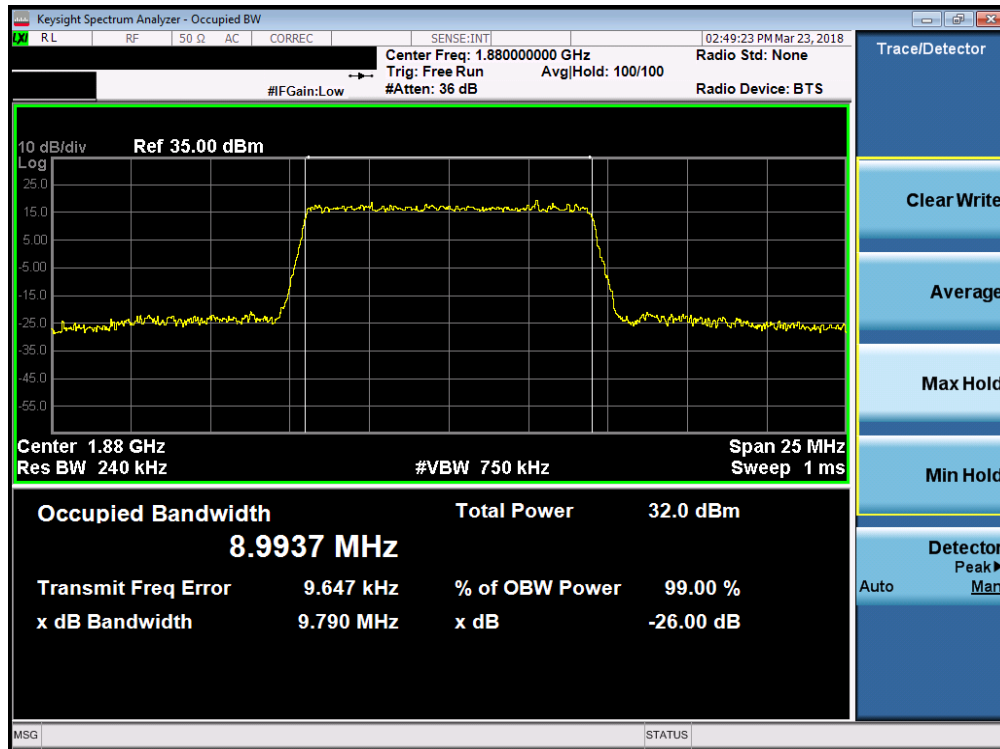 Keysight Spectrum Analyzer - Occupied BW
LXI RL RF 50 Ω AC CORREC SENSE:INT 02:49:23 PM Mar 23, 2018
Center Freq: 1.880000000 GHz Radio Std: None
Trig: Free Run Avg|Hold: 100/100
#IFGain:Low #Atten: 36 dB Radio Device: BTS
10 dB/div Ref 35.00 dBm
Log
25.0
15.0
5.00
-5.00
-15.0
-25.0
-35.0
-45.0
-55.0
Center 1.88 GHz Span 25 MHz
Res BW 240 kHz #VBW 750 kHz Sweep 1 ms
Occupied Bandwidth Total Power 32.0 dBm
8.9937 MHz
Transmit Freq Error 9.647 kHz % of OBW Power 99.00 %
x dB Bandwidth 9.790 MHz x dB -26.00 dB
MSG STATUS
Trace/Detector
Clear Write
Average
Max Hold
Min Hold
Detector
Peak▶
Auto Man